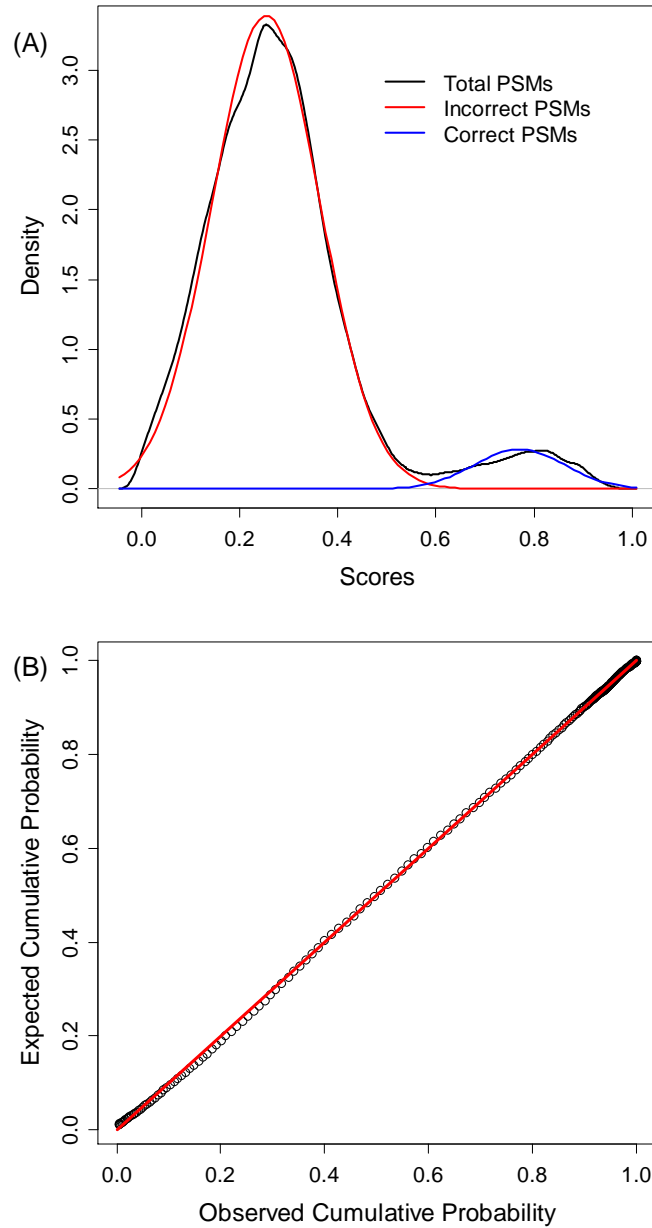 (A)
Total PSMs
Incorrect PSMs
Correct PSMs
Density
0.0
0.5
1.0
1.5
2.0
2.5
3.0
0.0 0.2 0.4 0.6 0.8 1.0
Scores
(B)
Expected Cumulative Probability
0.0
0.2
0.4
0.6
0.8
1.0
0.0 0.2 0.4 0.6 0.8 1.0
Observed Cumulative Probability